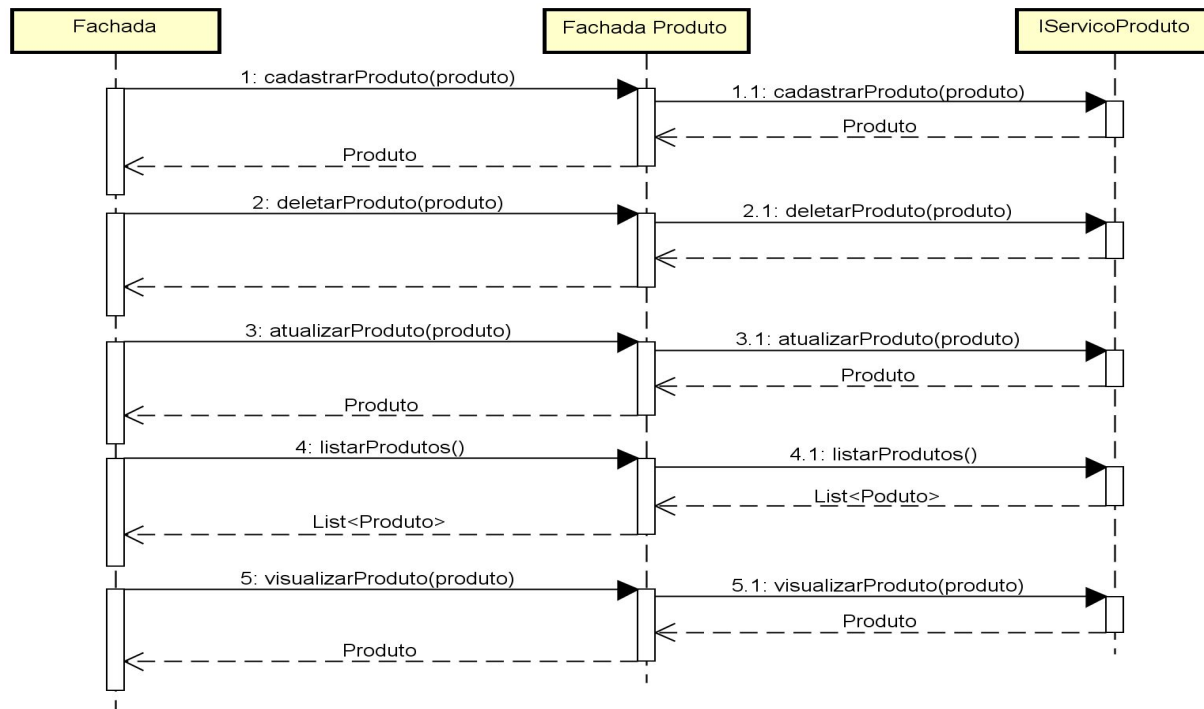 Fachada
Fachada Produto
IServicoProduto
1: cadastrarProduto(produto)
1.1: cadastrarProduto(produto)
Produto
Produto
2: deletarProduto(produto)
2.1: deletarProduto(produto)
3: atualizarProduto(produto)
3.1: atualizarProduto(produto)
Produto
Produto
4: listarProdutos()
4.1: listarProdutos()
List<Poduto>
List<Produto>
5: visualizarProduto(produto)
5.1: visualizarProduto(produto)
Produto
Produto